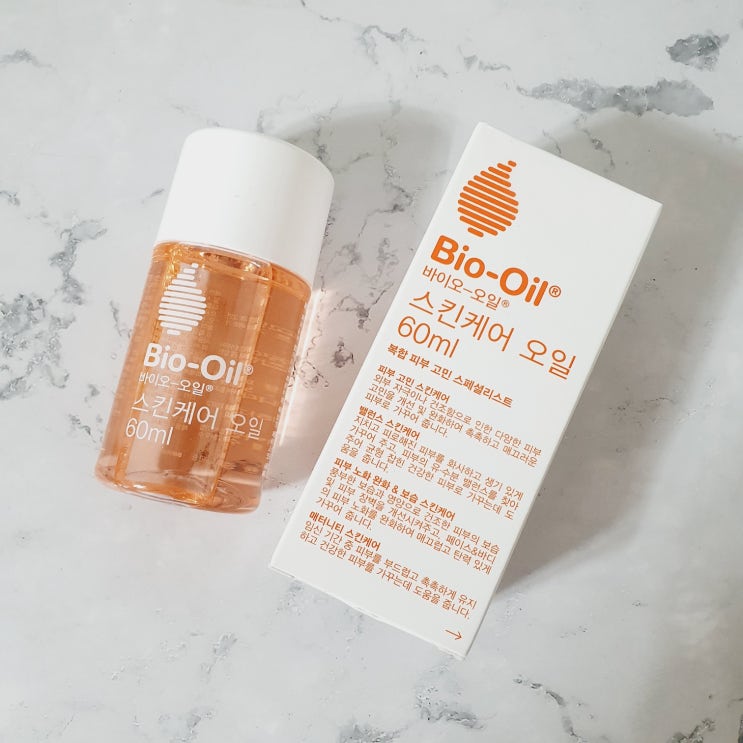 Bio-Oil®
바이오-오일®
스킨케어 오일
60ml
Bio-Oil®
바이오-오일®
스킨케어 오일
60ml
복합 피부 고민 스페셜리스트
피부 고민 스킨케어
외부 자극이나 건조함으로 인한 다양한 피부
고민을 개선 및 완화하여 촉촉하고 매끄러운
피부로 가꾸어 줍니다.
밸런스 스킨케어
지치고 피로해진 피부를 화사하고 생기 있게
가꾸어 주고, 피부의 유·수분 밸런스를 찾아
주어 균형 잡힌 건강한 피부로 가꾸는데 도
움을 줍니다.
피부 노화 완화 & 보습 스킨케어
풍부한 보습과 영양으로 건조한 피부의 보습
및 피부 장벽을 개선시켜주고, 페이스&바디
의 피부 노화를 완화하여 매끄럽고 탄력 있게
가꾸어 줍니다.
매터니티 스킨케어
임신 기간 중 피부를 부드럽고 촉촉하게 유지
하고 건강한 피부를 가꾸는데 도움을 줍니다.